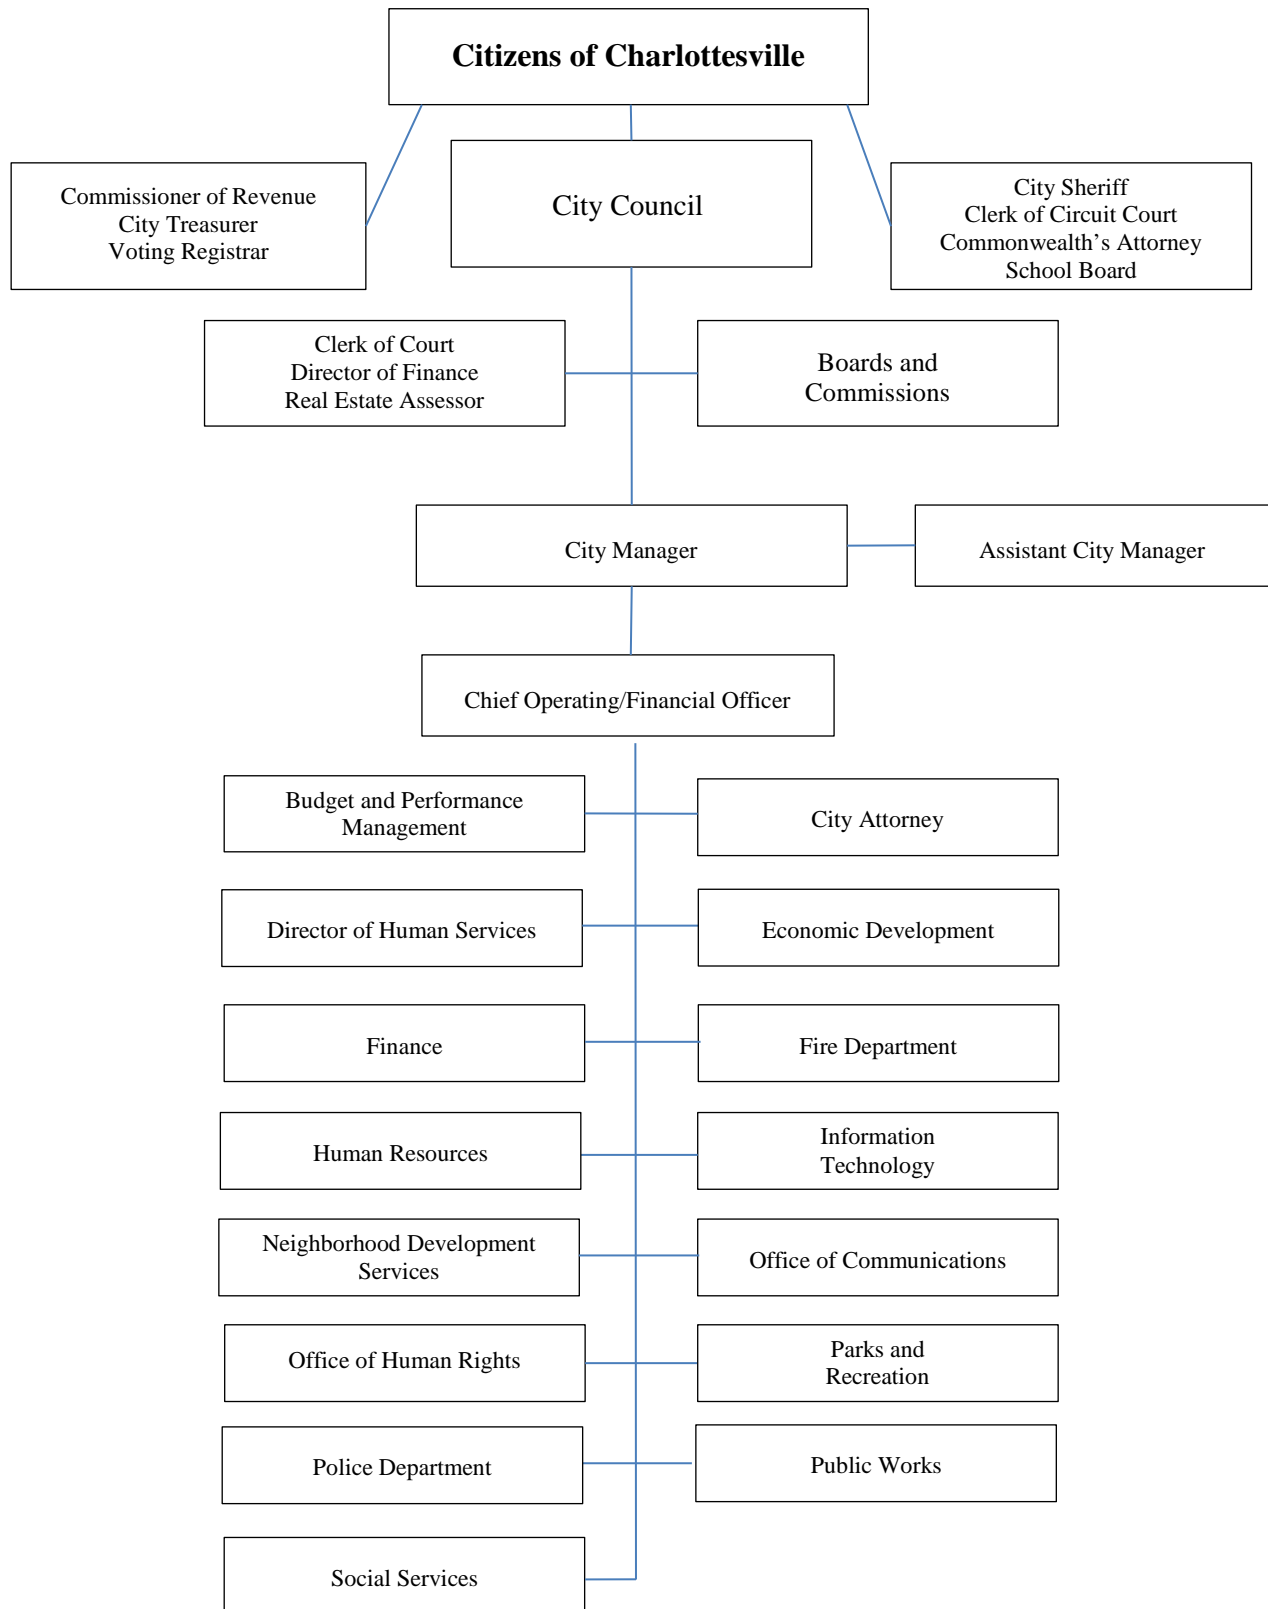 Citizens of Charlottesville
Commissioner of Revenue
City Treasurer
Voting Registrar
City Council
City Sheriff
Clerk of Circuit Court
Commonwealth’s Attorney
School Board
Clerk of Court
Director of Finance
Real Estate Assessor
Boards and
Commissions
City Manager
Assistant City Manager
Chief Operating/Financial Officer
Budget and Performance
Management
City Attorney
Director of Human Services
Economic Development
Finance
Fire Department
Human Resources
Information
Technology
Neighborhood Development
Services
Office of Communications
Office of Human Rights
Parks and
Recreation
Police Department
Public Works
Social Services